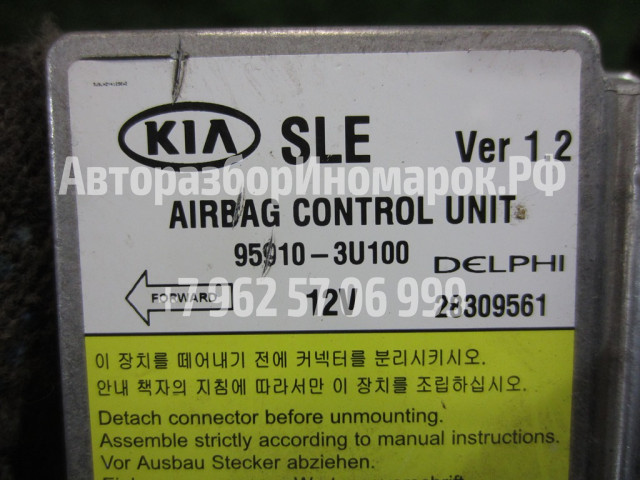 KIA SLE Ver 1.2
АвторазборИномарок.РФ
AIRBAG CONTROL UNIT
95910-3U100 DELPHI
FORWARD 12V 28309561
+7 962 57 06 999
이 장치를 떼어내기 전에 커넥터를 분리시키시오.
안내 책자의 지침에 따라서만 이 장치를 조립하십시오.
Detach connector before unmounting.
Assemble strictly according to manual instructions.
Vor Ausbau Stecker abziehen.